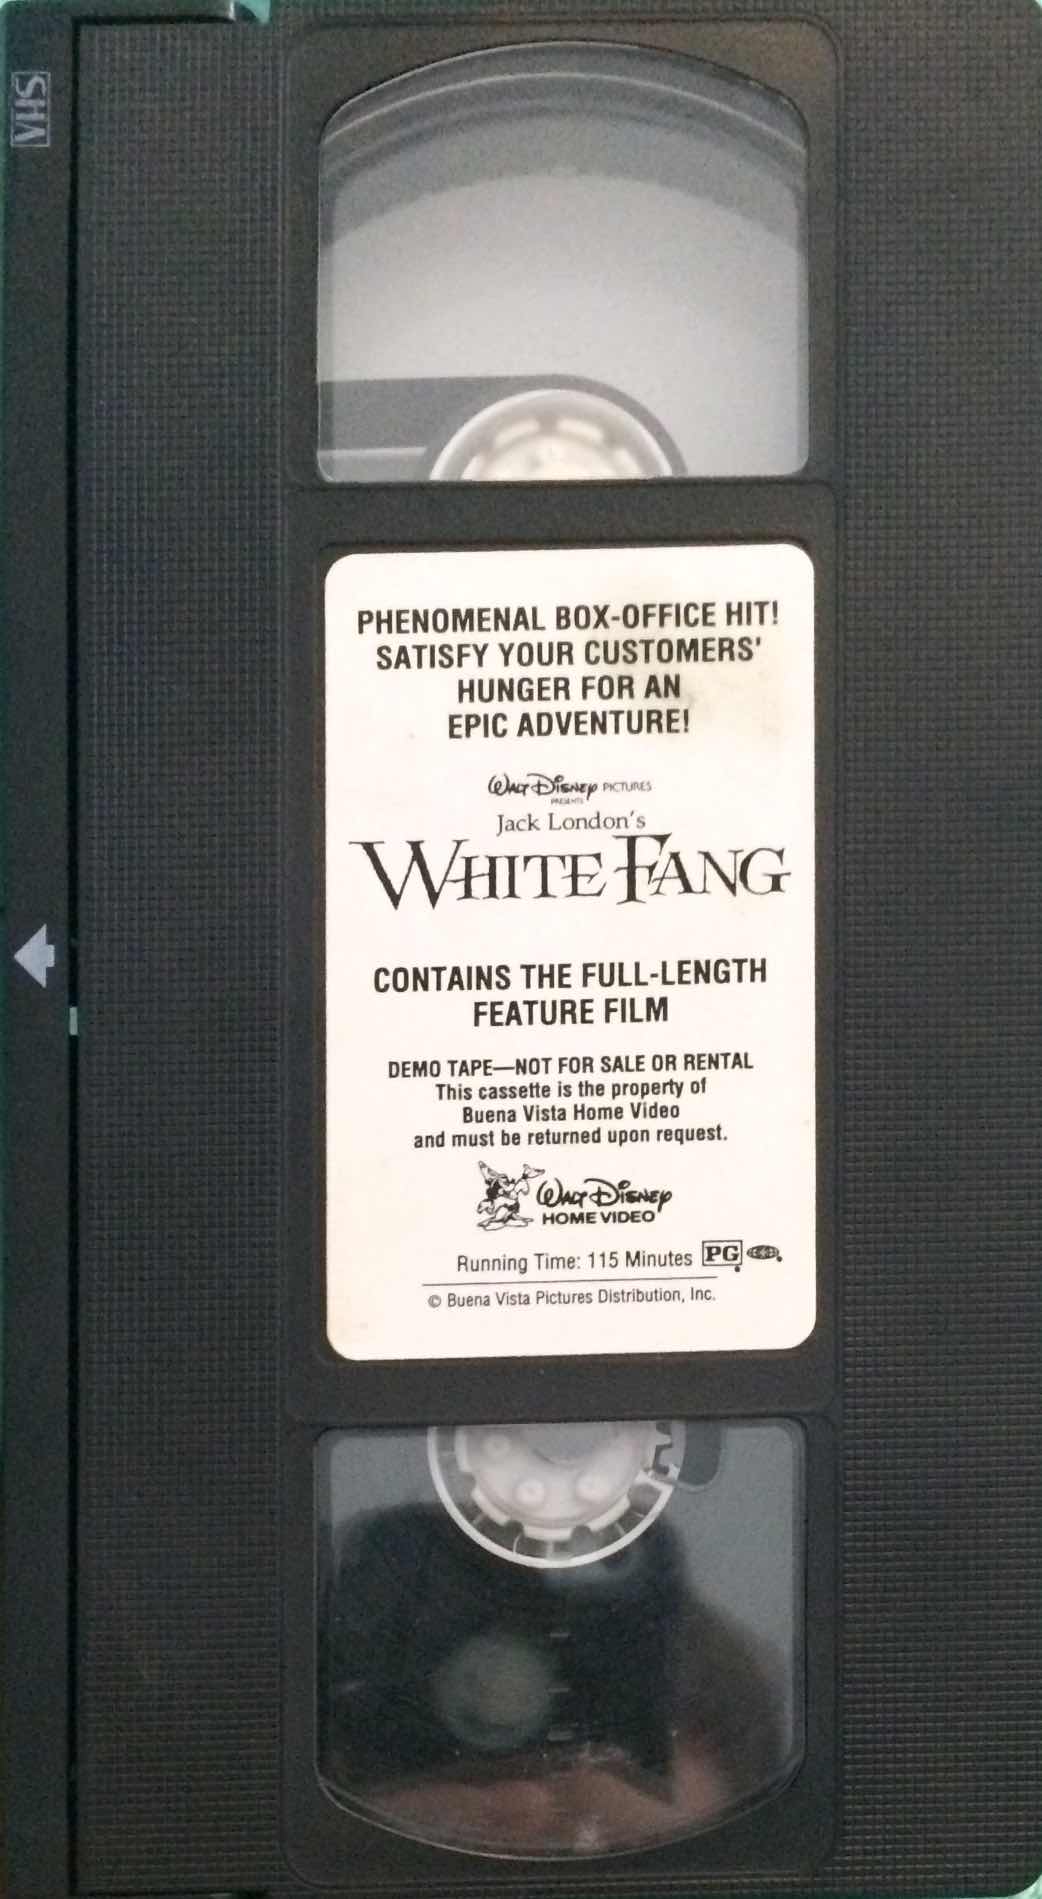 VHS
PHENOMENAL BOX-OFFICE HIT!
SATISFY YOUR CUSTOMERS'
HUNGER FOR AN
EPIC ADVENTURE!
WALT DISNEY PICTURES
PRESENTS
Jack London's
WHITE FANG
CONTAINS THE FULL-LENGTH
FEATURE FILM
DEMO TAPE—NOT FOR SALE OR RENTAL
This cassette is the property of
Buena Vista Home Video
and must be returned upon request.
WALT DISNEY
HOME VIDEO
Running Time: 115 Minutes PG
© Buena Vista Pictures Distribution, Inc.